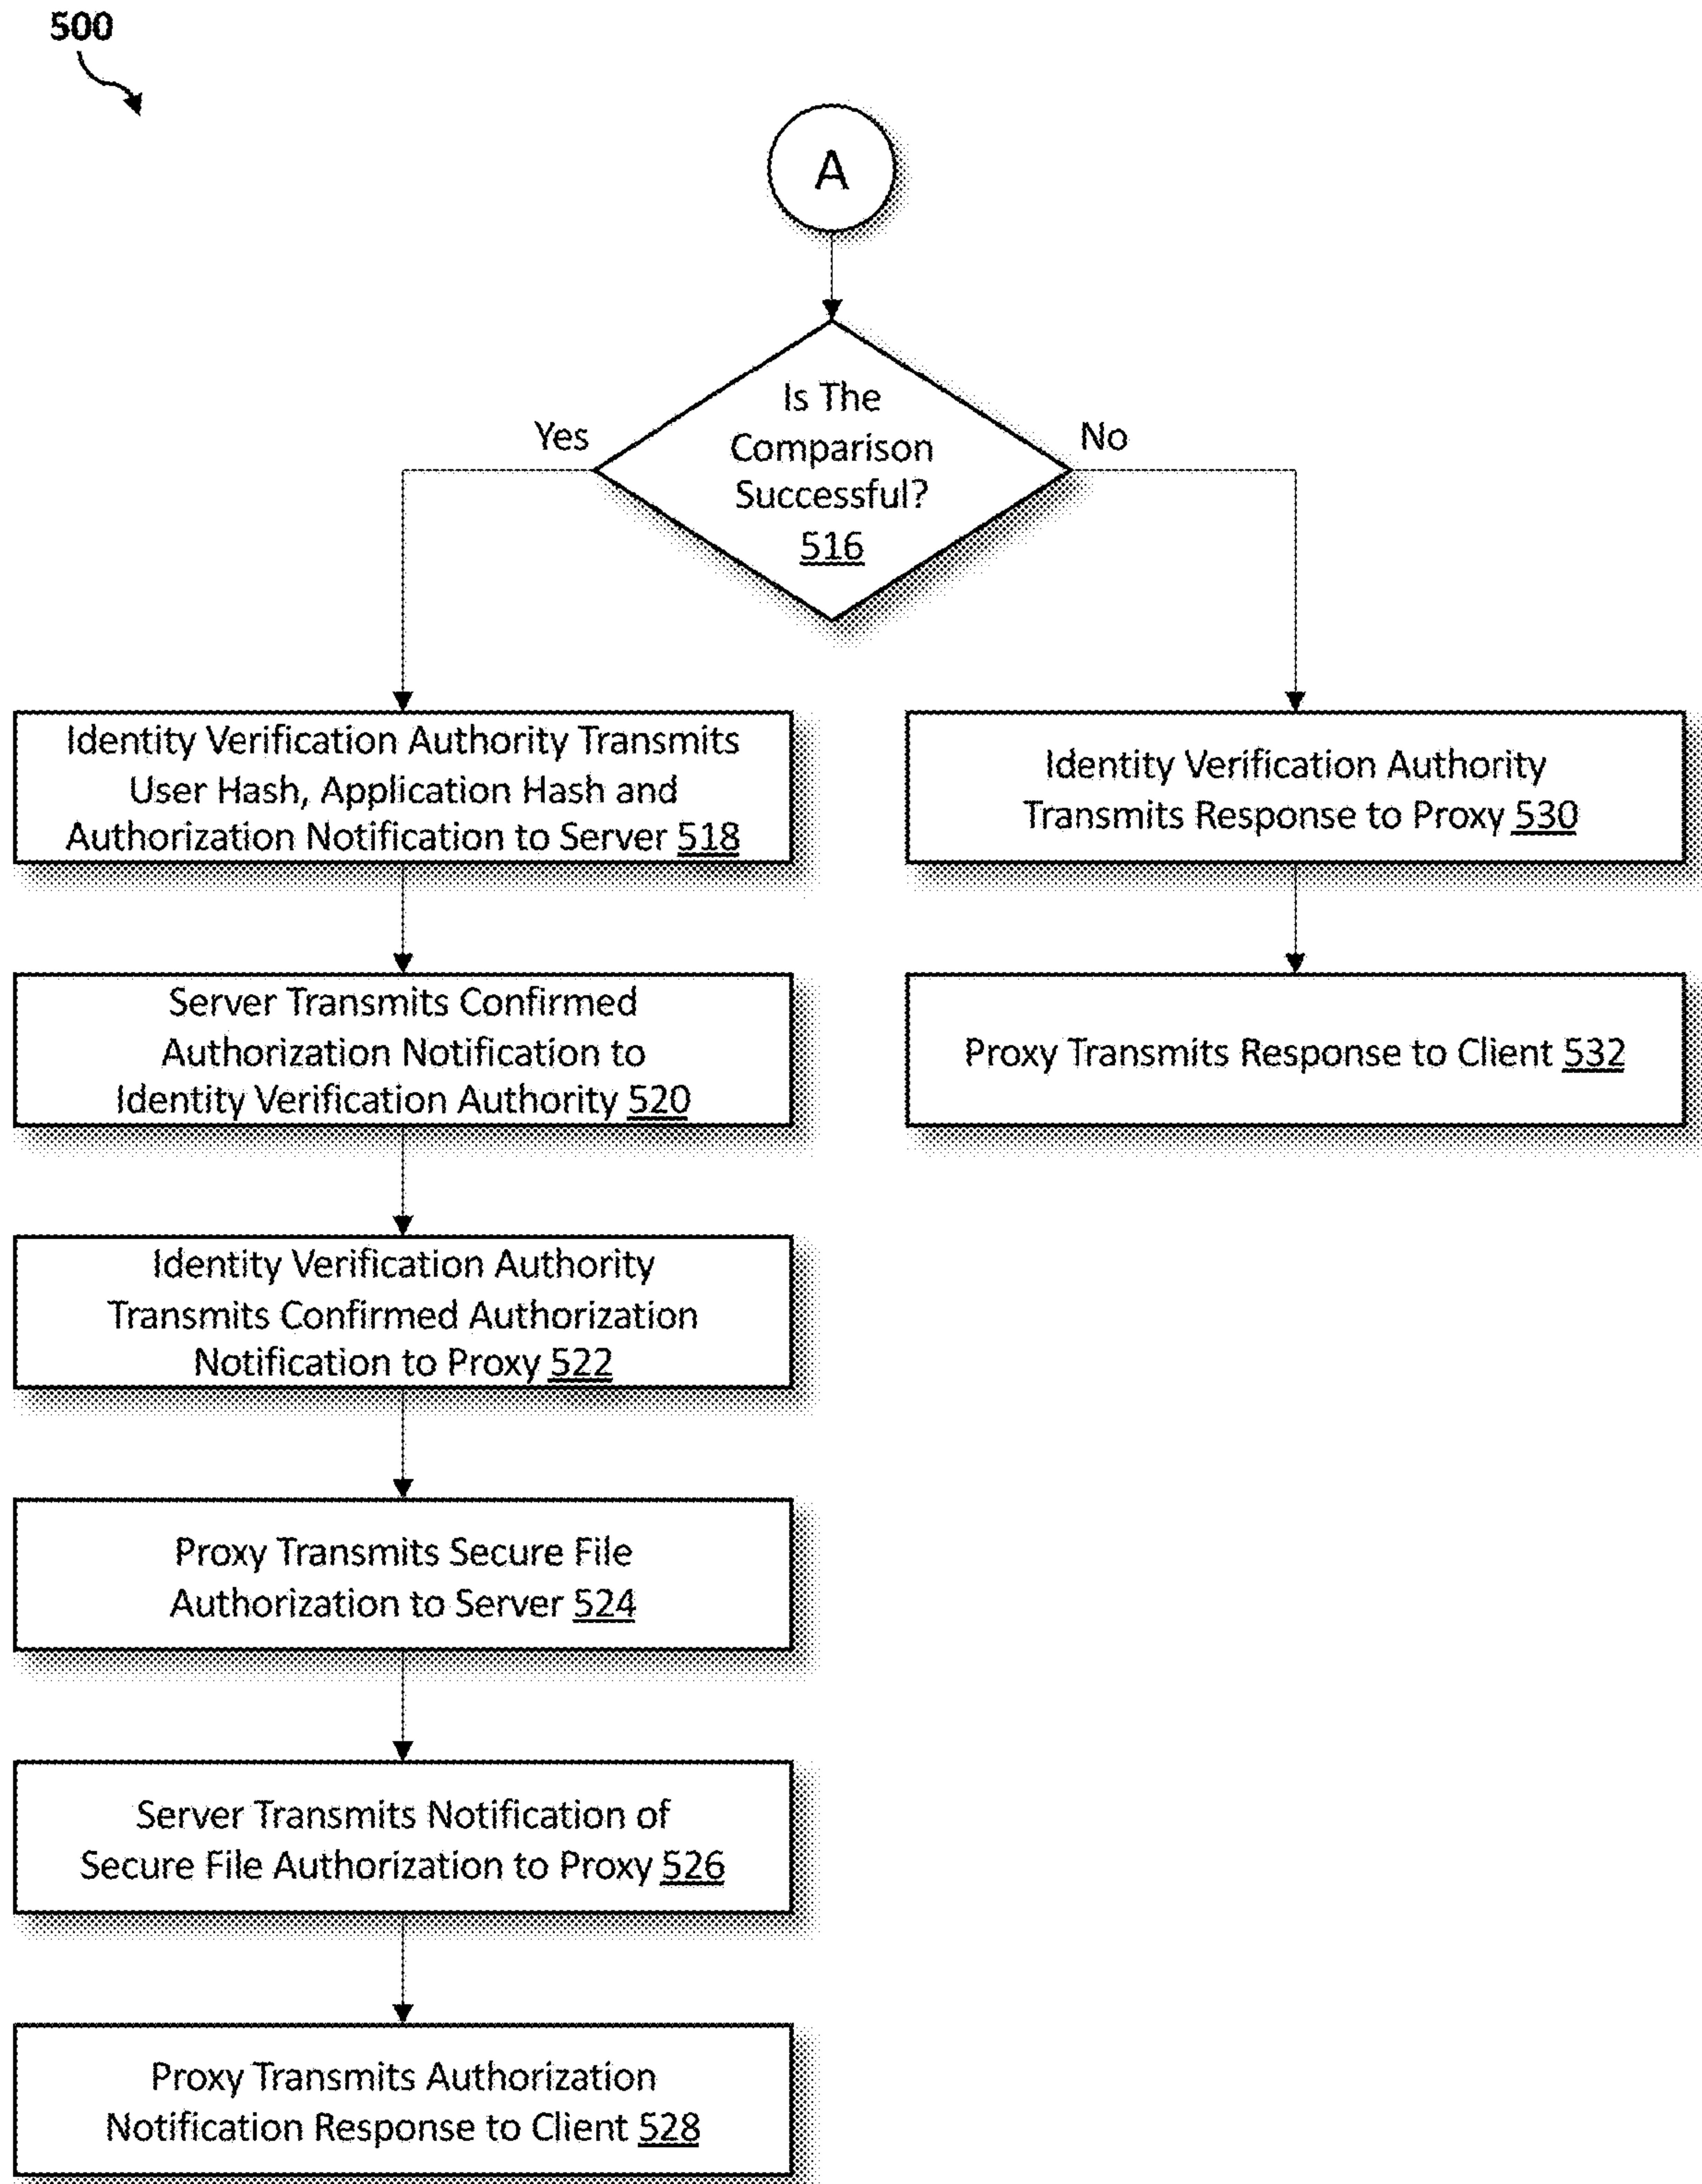 500
A
Is The
Comparison
Successful?
516
Yes
No
Identity Verification Authority Transmits
User Hash, Application Hash and
Authorization Notification to Server 518
Server Transmits Confirmed
Authorization Notification to
Identity Verification Authority 520
Identity Verification Authority
Transmits Confirmed Authorization
Notification to Proxy 522
Proxy Transmits Secure File
Authorization to Server 524
Server Transmits Notification of
Secure File Authorization to Proxy 526
Proxy Transmits Authorization
Notification Response to Client 528
Identity Verification Authority
Transmits Response to Proxy 530
Proxy Transmits Response to Client 532